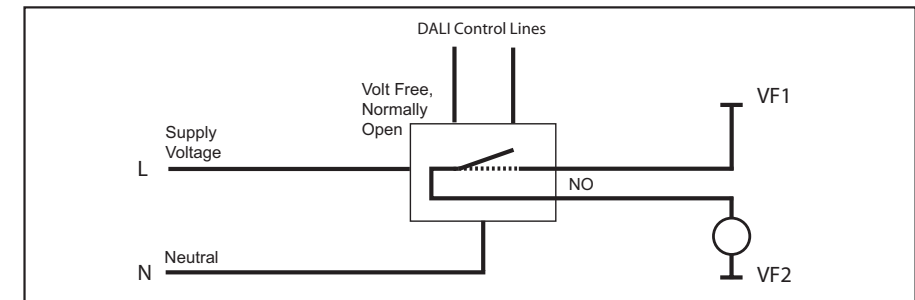 DALI Control Lines
Volt Free,
Normally
Open
VF1
Supply
Voltage
L
NO
Neutral
N
VF2